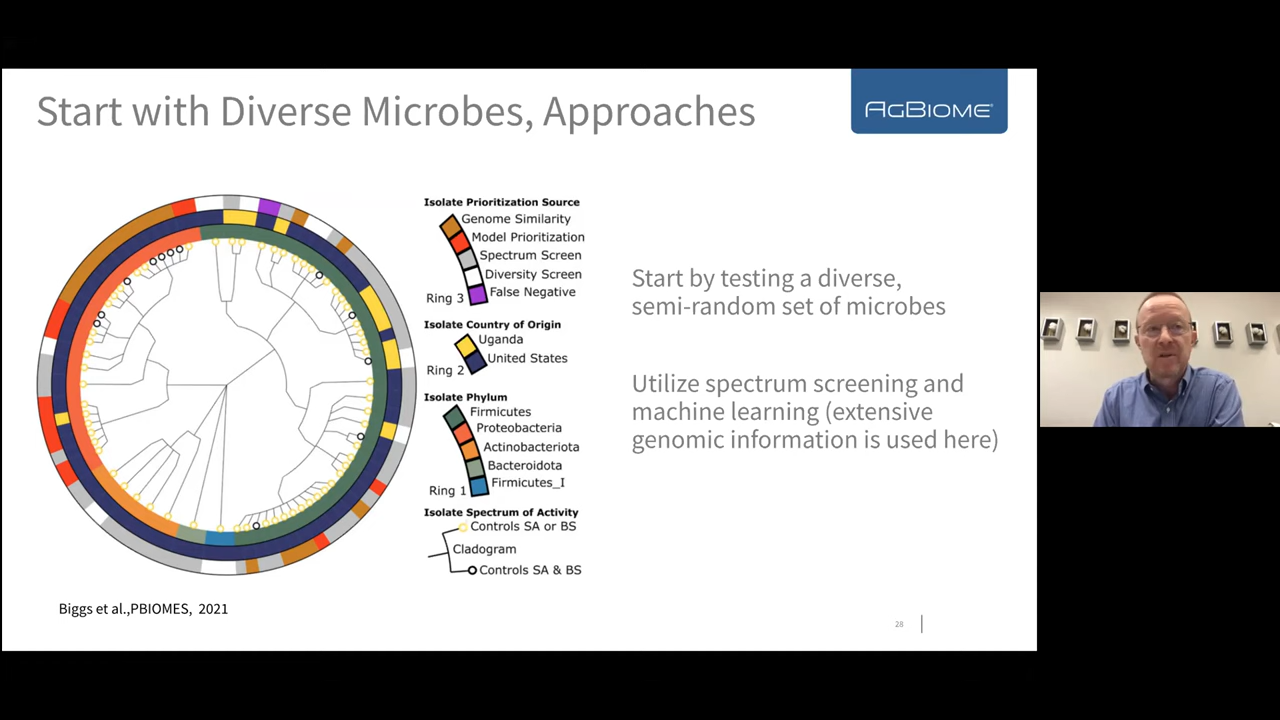 Start with Diverse Microbes, Approaches
AGBIOME
Isolate Prioritization Source
Genome Similarity
Model Prioritization
Spectrum Screen
Diversity Screen
False Negative
Ring 3
Isolate Country of Origin
Uganda
United States
Ring 2
Isolate Phylum
Firmicutes
Proteobacteria
Actinobacteriota
Bacteroidota
Firmicutes_I
Ring 1
Isolate Spectrum of Activity
Controls SA or BS
Cladogram
Controls SA & BS
Start by testing a diverse,
semi-random set of microbes
Utilize spectrum screening and
machine learning (extensive
genomic information is used here)
Biggs et al.,PBIOMES, 2021
28